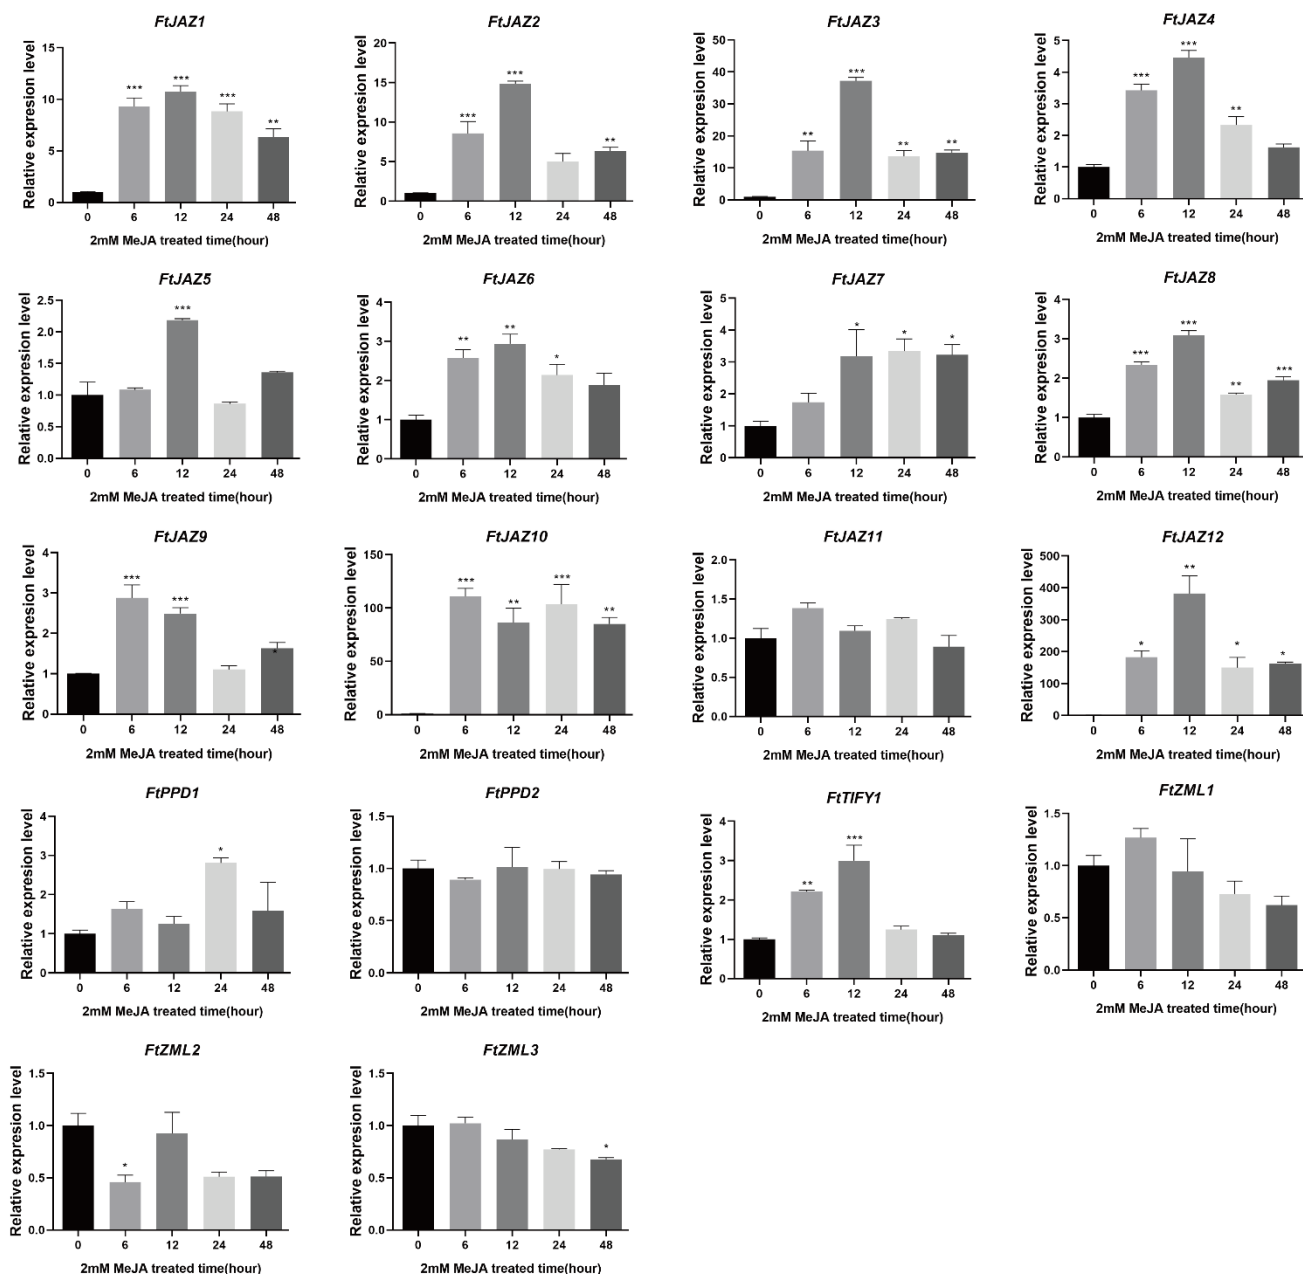 FtJAZ1
Relative expression level
15
10
5
0
***
***
***
**
0 6 12 24 48
2mM MeJA treated time(hour)
FtJAZ2
Relative expression level
20
15
10
5
0
***
***
**
0 6 12 24 48
2mM MeJA treated time(hour)
FtJAZ3
Relative expression level
50
40
30
20
10
0
**
***
**
**
0 6 12 24 48
2mM MeJA treated time(hour)
FtJAZ4
Relative expression level
5
4
3
2
1
0
***
***
**
0 6 12 24 48
2mM MeJA treated time(hour)
FtJAZ5
Relative expression level
2.5
2.0
1.5
1.0
0.5
0.0
***
0 6 12 24 48
2mM MeJA treated time(hour)
FtJAZ6
Relative expression level
4
3
2
1
0
**
**
*
0 6 12 24 48
2mM MeJA treated time(hour)
FtJAZ7
Relative expression level
5
4
3
2
1
0
*
*
*
0 6 12 24 48
2mM MeJA treated time(hour)
FtJAZ8
Relative expression level
4
3
2
1
0
***
***
**
***
0 6 12 24 48
2mM MeJA treated time(hour)
FtJAZ9
Relative expression level
4
3
2
1
0
***
***
*
0 6 12 24 48
2mM MeJA treated time(hour)
FtJAZ10
Relative expression level
150
100
50
0
***
**
***
**
0 6 12 24 48
2mM MeJA treated time(hour)
FtJAZ11
Relative expression level
2.0
1.5
1.0
0.5
0.0
0 6 12 24 48
2mM MeJA treated time(hour)
FtJAZ12
Relative expression level
500
400
300
200
100
0
*
**
*
*
0 6 12 24 48
2mM MeJA treated time(hour)
FtPPD1
Relative expression level
4
3
2
1
0
*
0 6 12 24 48
2mM MeJA treated time(hour)
FtPPD2
Relative expression level
1.5
1.0
0.5
0.0
0 6 12 24 48
2mM MeJA treated time(hour)
FtTIFY1
Relative expression level
4
3
2
1
0
**
***
0 6 12 24 48
2mM MeJA treated time(hour)
FtZML1
Relative expression level
1.5
1.0
0.5
0.0
0 6 12 24 48
2mM MeJA treated time(hour)
FtZML2
Relative expression level
1.5
1.0
0.5
0.0
*
0 6 12 24 48
2mM MeJA treated time(hour)
FtZML3
Relative expression level
1.5
1.0
0.5
0.0
*
0 6 12 24 48
2mM MeJA treated time(hour)